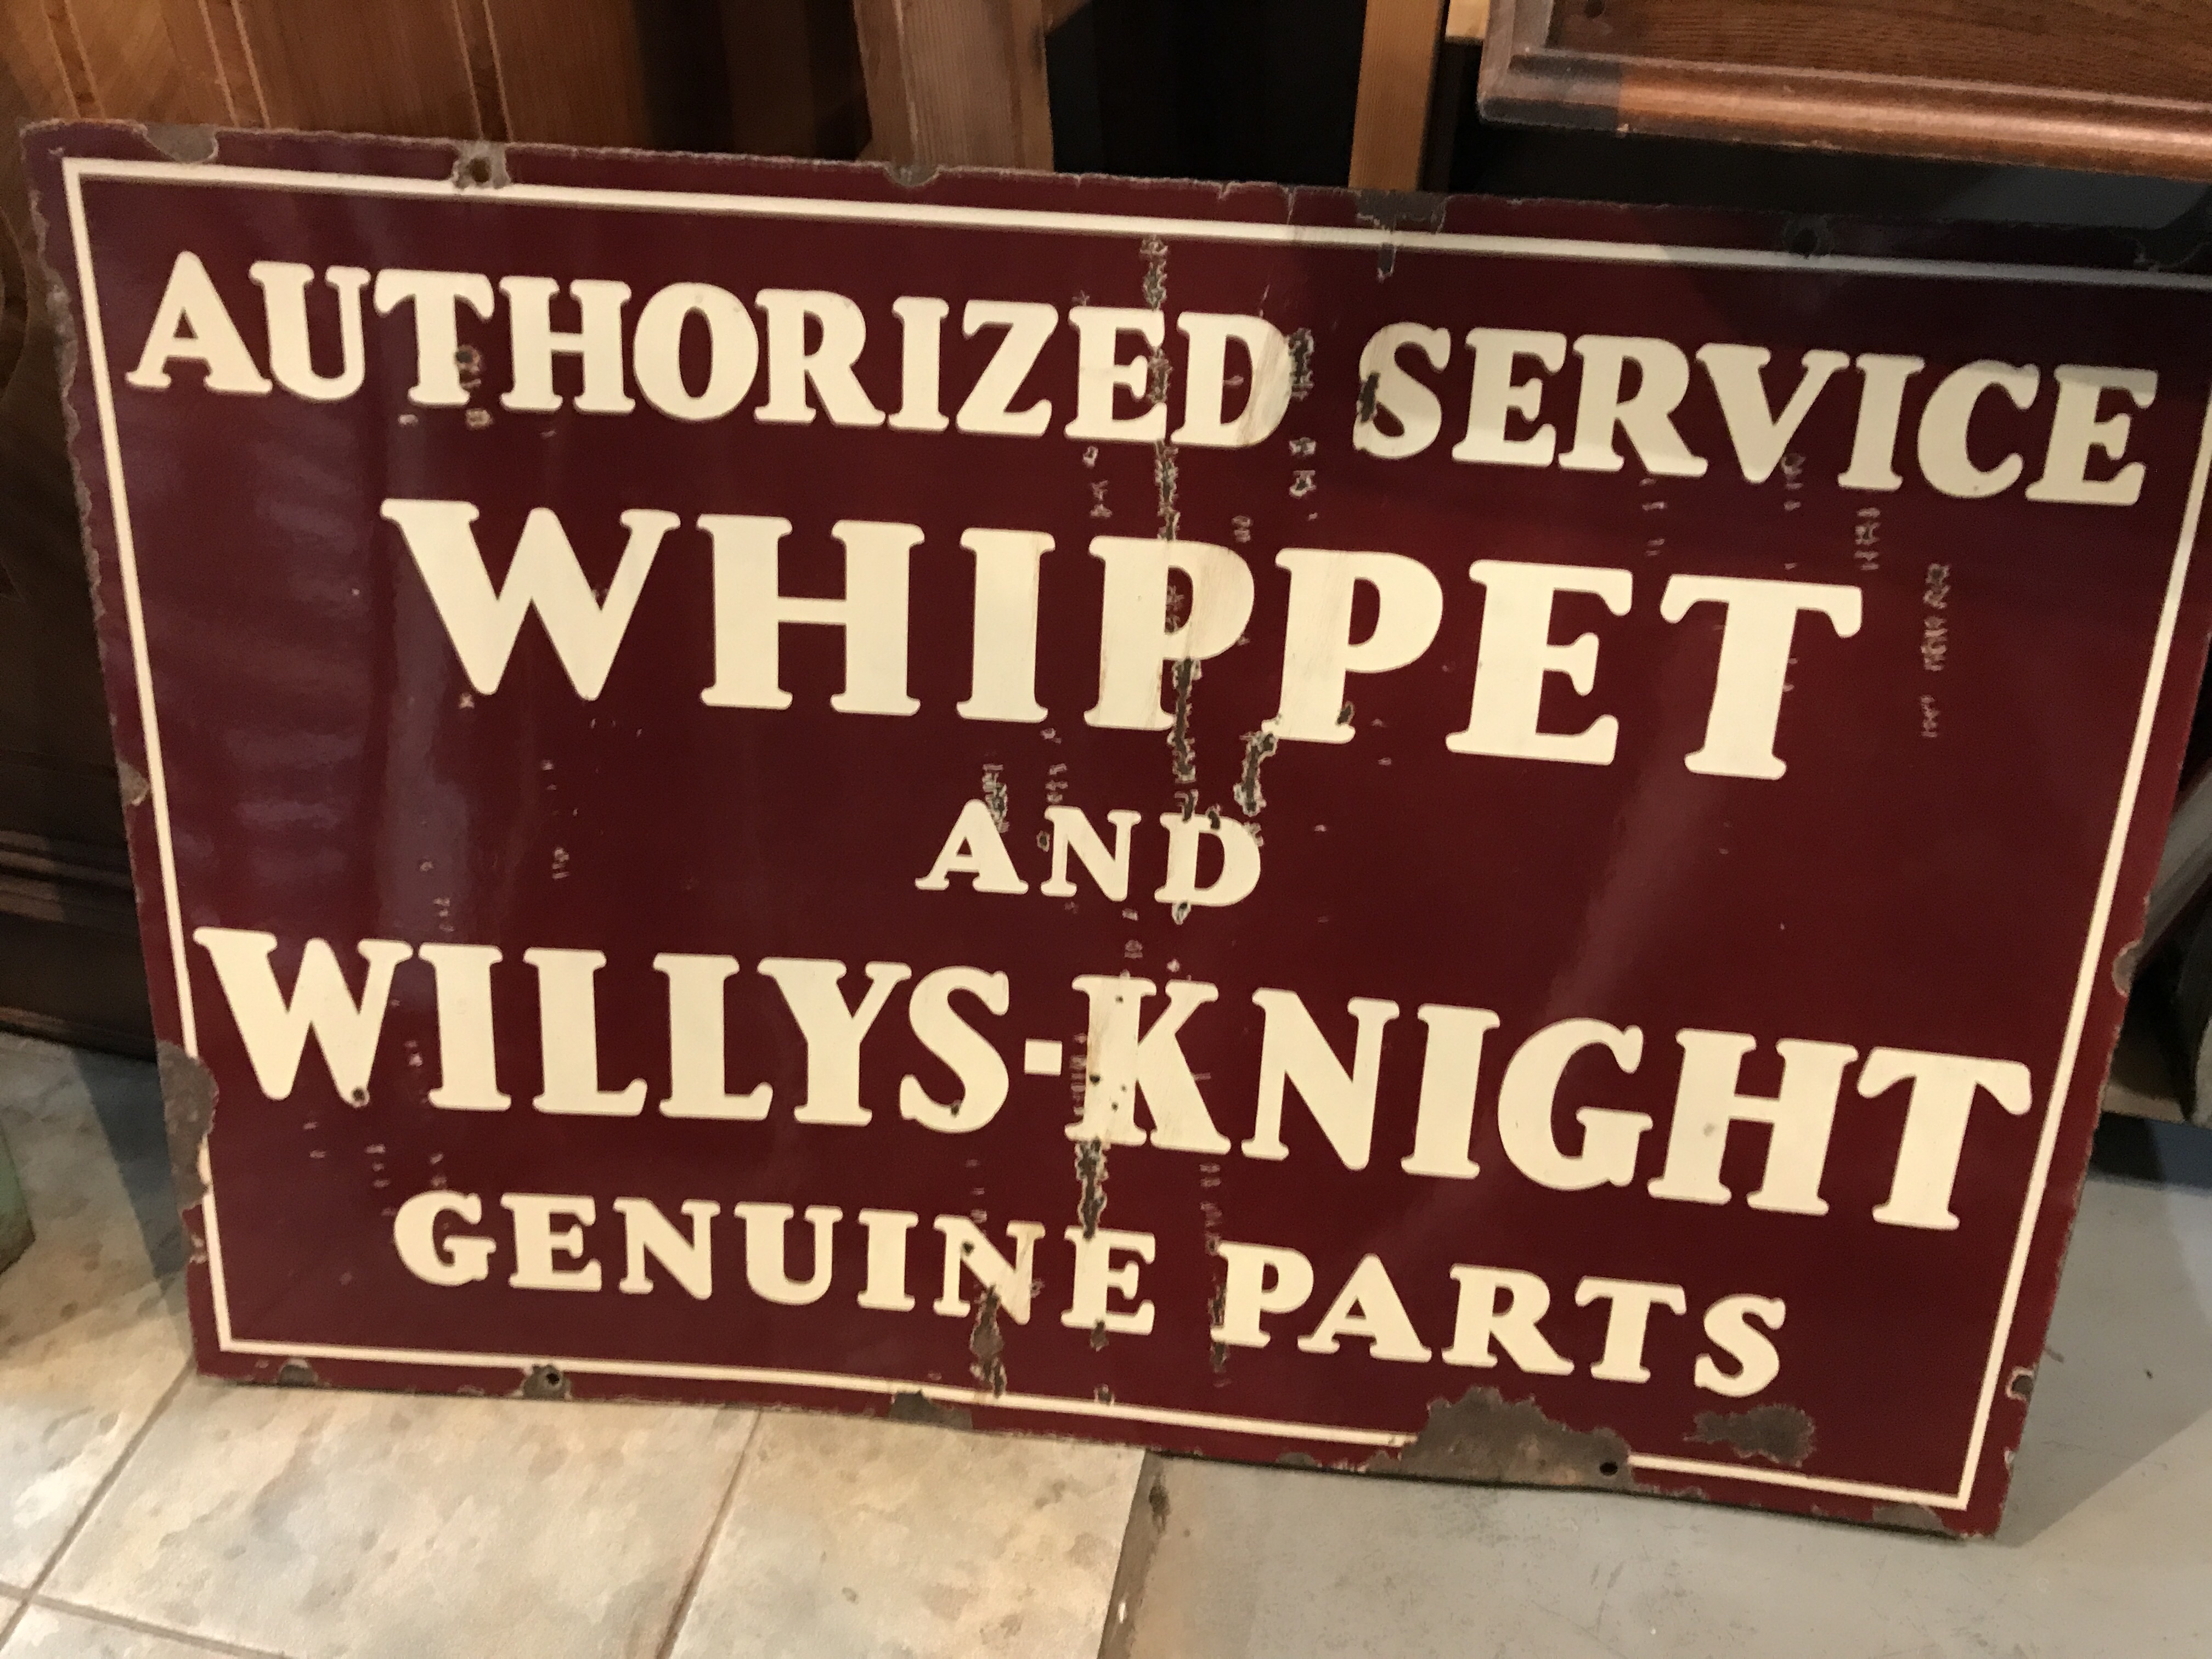 AUTHORIZED SERVICE
WHIPPET
AND
WILLYS-KNIGHT
GENUINE PARTS